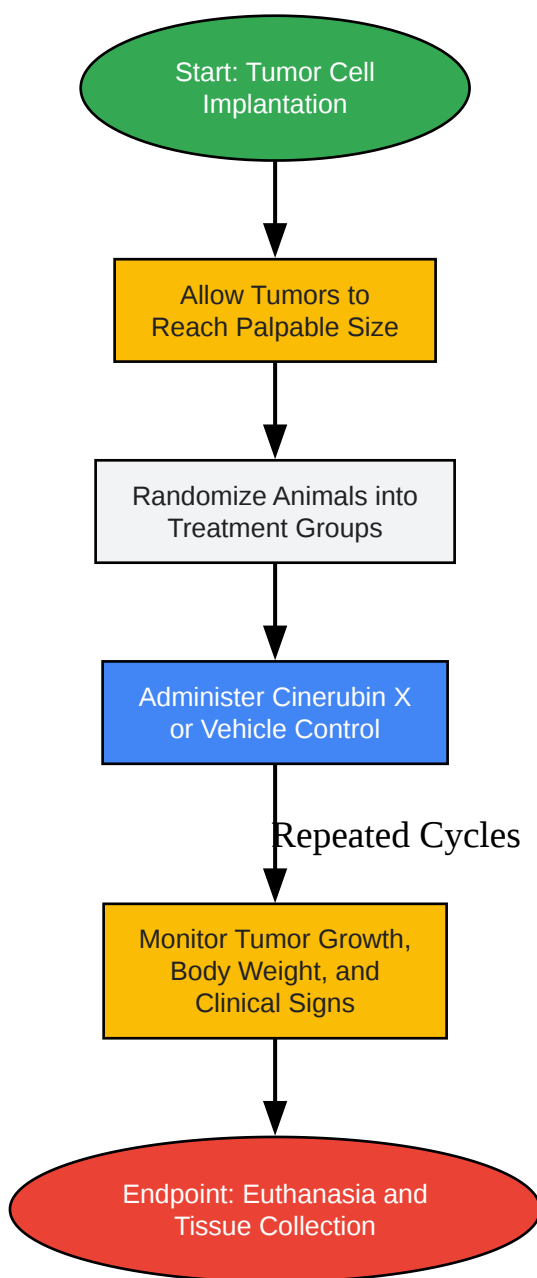 Start: Tumor Cell
Implantation
Allow Tumors to
Reach Palpable Size
Randomize Animals into
Treatment Groups
Administer Cinerubin X
or Vehicle Control
Repeated Cycles
Monitor Tumor Growth,
Body Weight, and
Clinical Signs
Endpoint: Euthanasia and
Tissue Collection